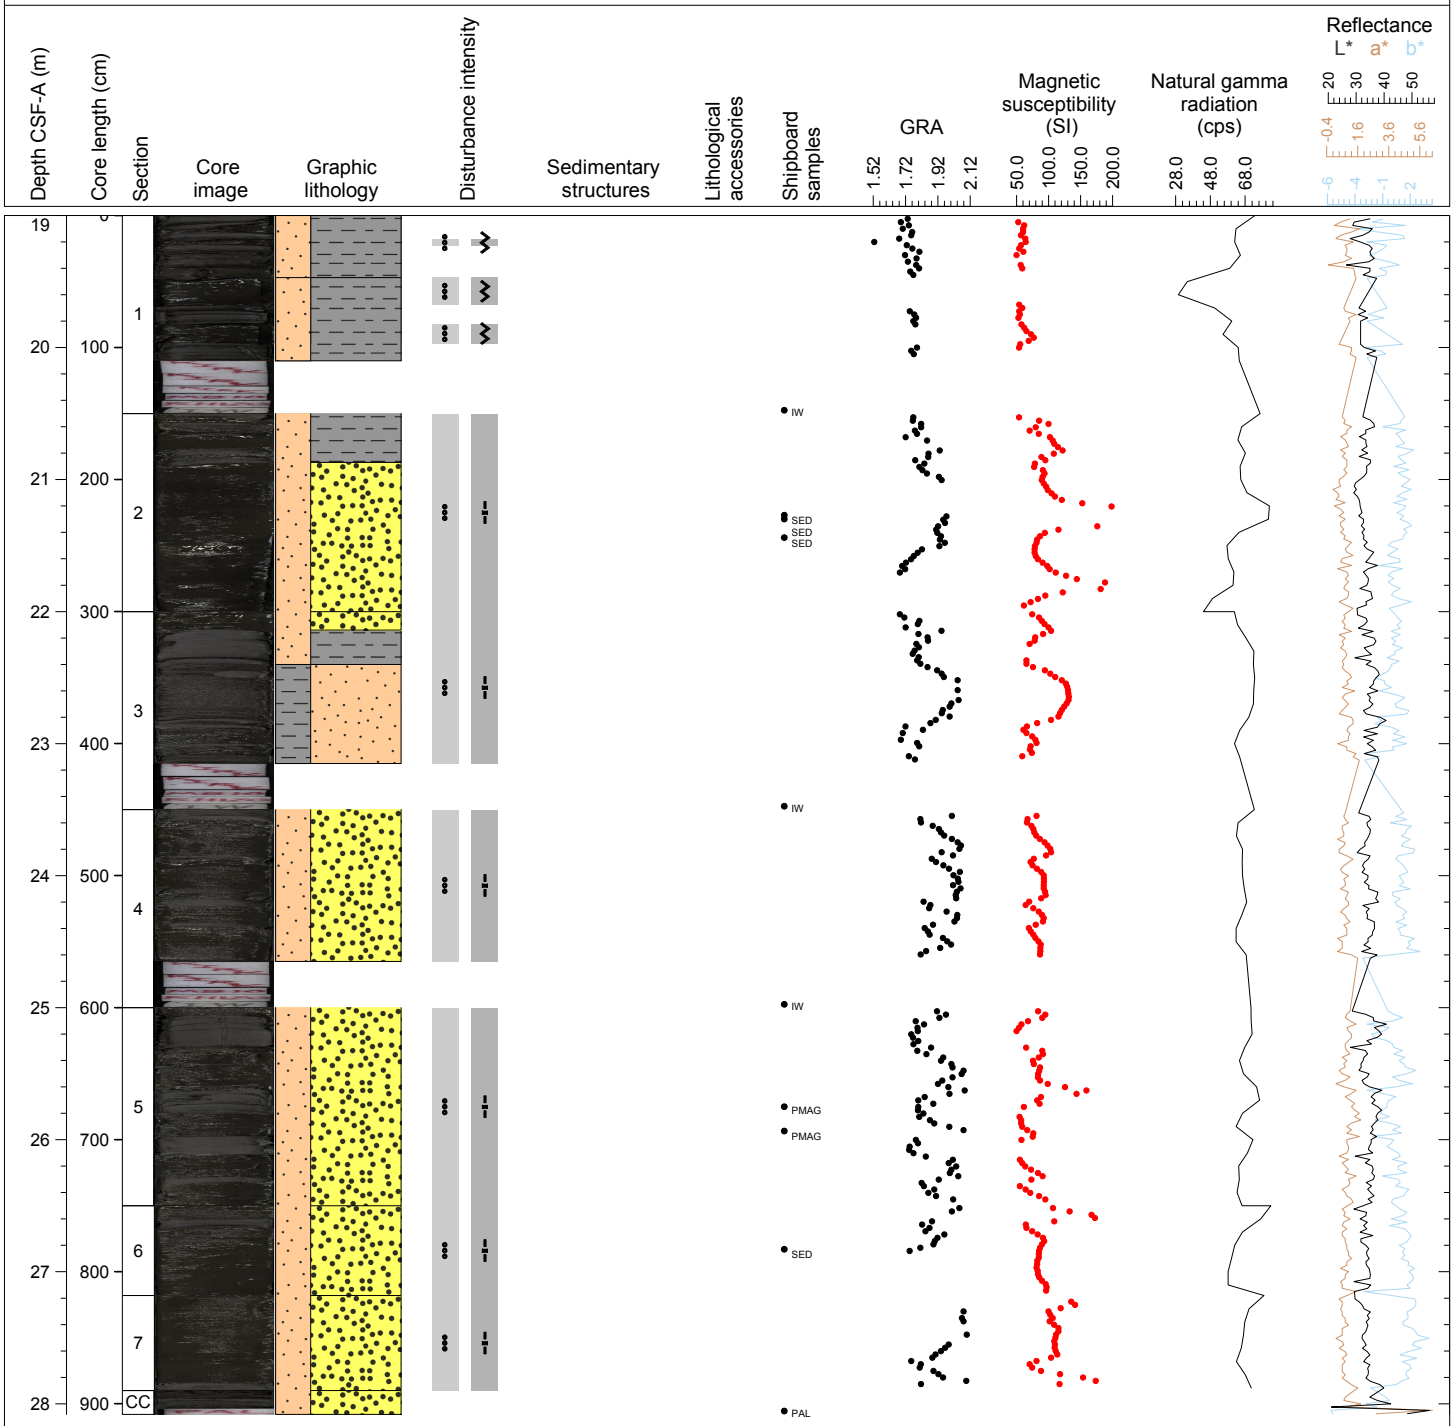 Depth CSF-A (m)
Core length (cm)
Section
Core
image
Graphic
lithology
Disturbance intensity
Sedimentary
structures
Lithological
accessories
Shipboard
samples
GRA
1.52 1.72 1.92 2.12
Magnetic
susceptibility
(SI)
50.0 100.0 150.0 200.0
Natural gamma
radiation
(cps)
28.0 48.0 68.0
Reflectance
L* a* b*
20 30 40 50
-0.4 1.6 3.6 5.6
-6 -4 -1 2
19 0
1
20 100
IW
21 200
2
SED
SED
SED
22 300
3
23 400
IW
24 500
4
25 600
IW
5
PMAG
26 700
PMAG
6
SED
27 800
7
28 900 CC
PAL